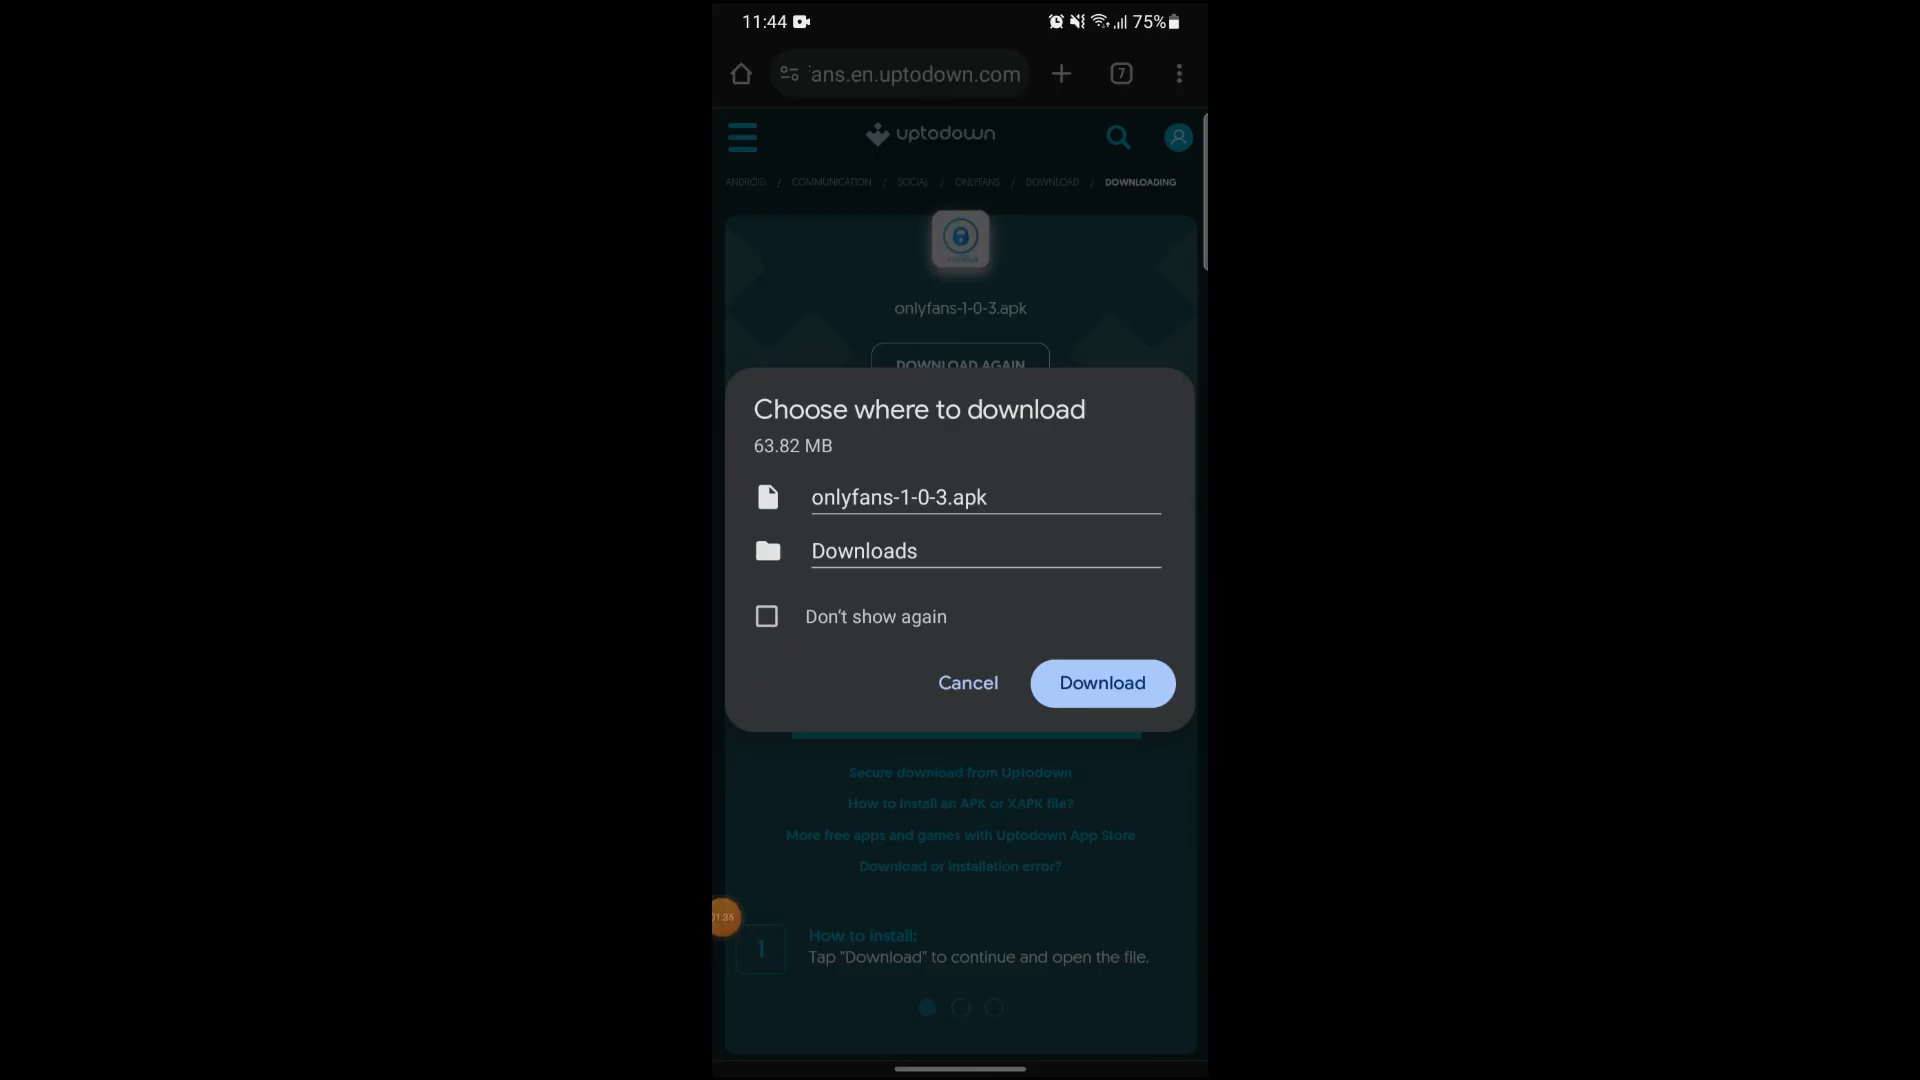 11:44 75%
ans.en.uptodown.com 7
uptodown
ANDROID / COMMUNICATION / SOCIAL / ONLYFANS / DOWNLOAD / DOWNLOADING
onlyfans-1-0-3.apk
DOWNLOAD AGAIN
Choose where to download
63.82 MB
onlyfans-1-0-3.apk
Downloads
Don't show again
Cancel Download
Secure download from Uptodown
How to install an APK or XAPK file?
More free apps and games with Uptodown App Store
Download or installation error?
01:35
1 How to install:
Tap "Download" to continue and open the file.